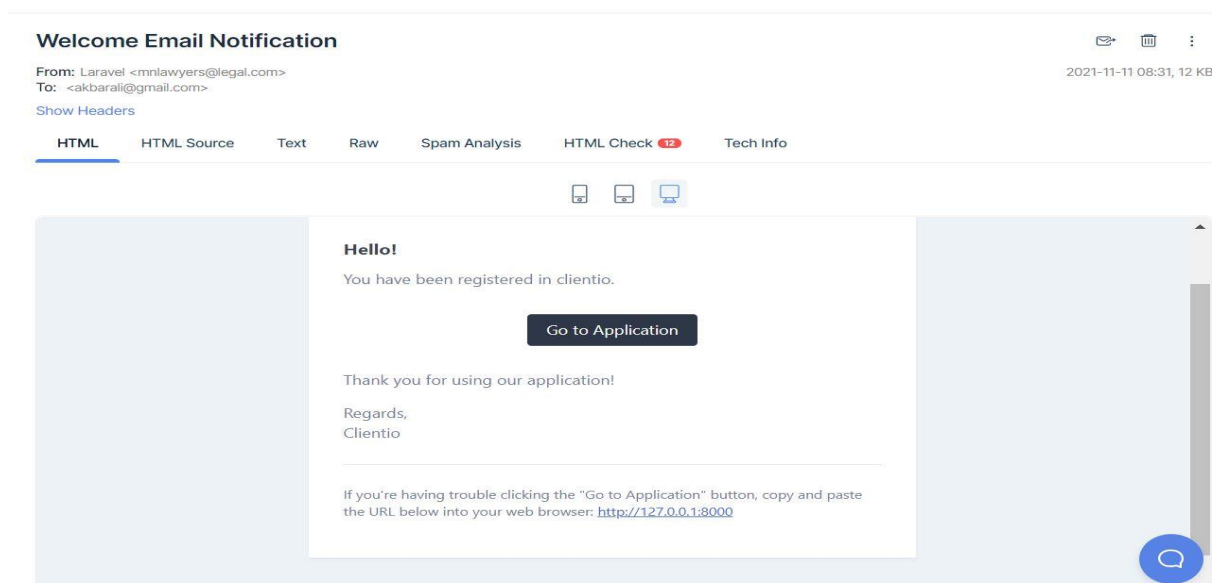 Welcome Email Notification
From: Laravel <mnlawyers@legal.com>
2021-11-11 08:31, 12 KB
To: <akbarali@gmail.com>
Show Headers
HTML HTML Source Text Raw Spam Analysis HTML Check 12 Tech Info
Hello!
You have been registered in clientio.
Go to Application
Thank you for using our application!
Regards,
Clientio
If you're having trouble clicking the "Go to Application" button, copy and paste
the URL below into your web browser: http://127.0.0.1:8000